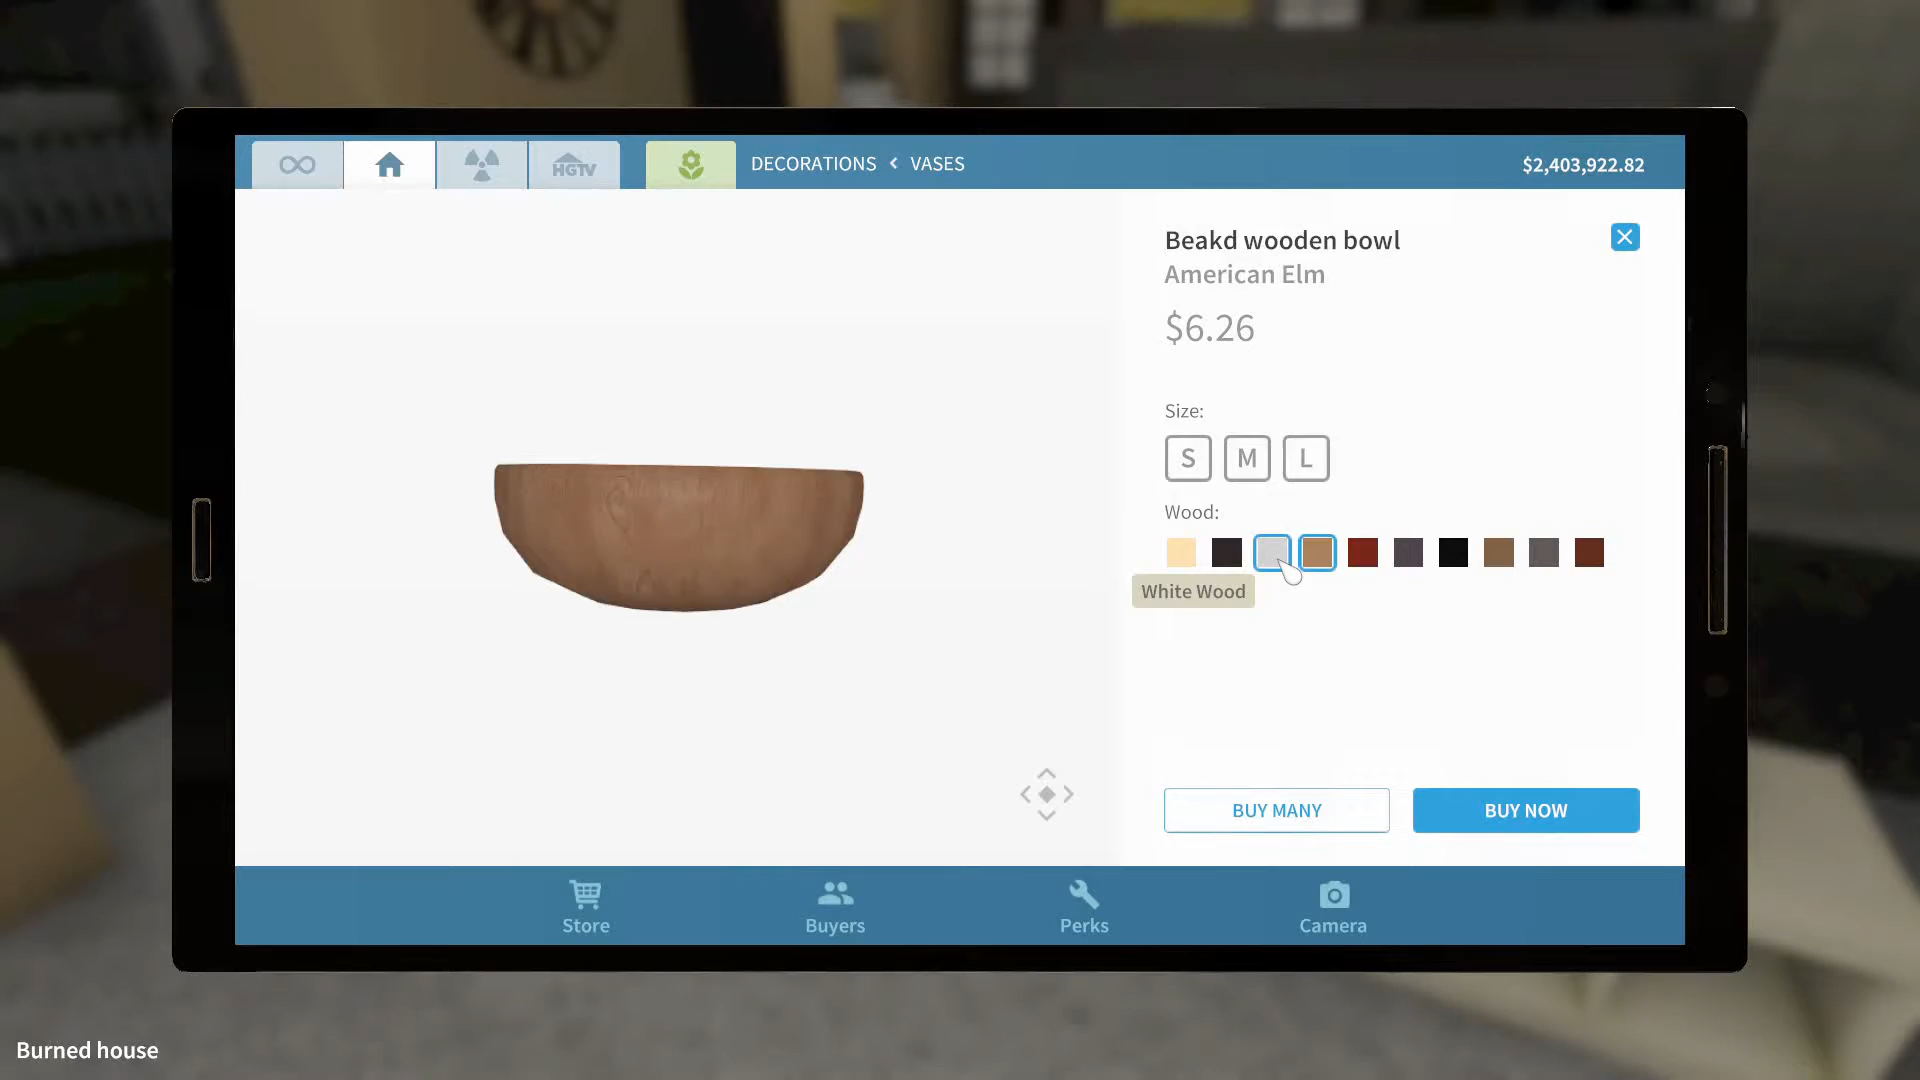 HGTV
DECORATIONS < VASES
$2,403,922.82
Beakd wooden bowl
American Elm
$6.26
Size:
S M L
Wood:
White Wood
BUY MANY
BUY NOW
Store
Buyers
Perks
Camera
Burned house